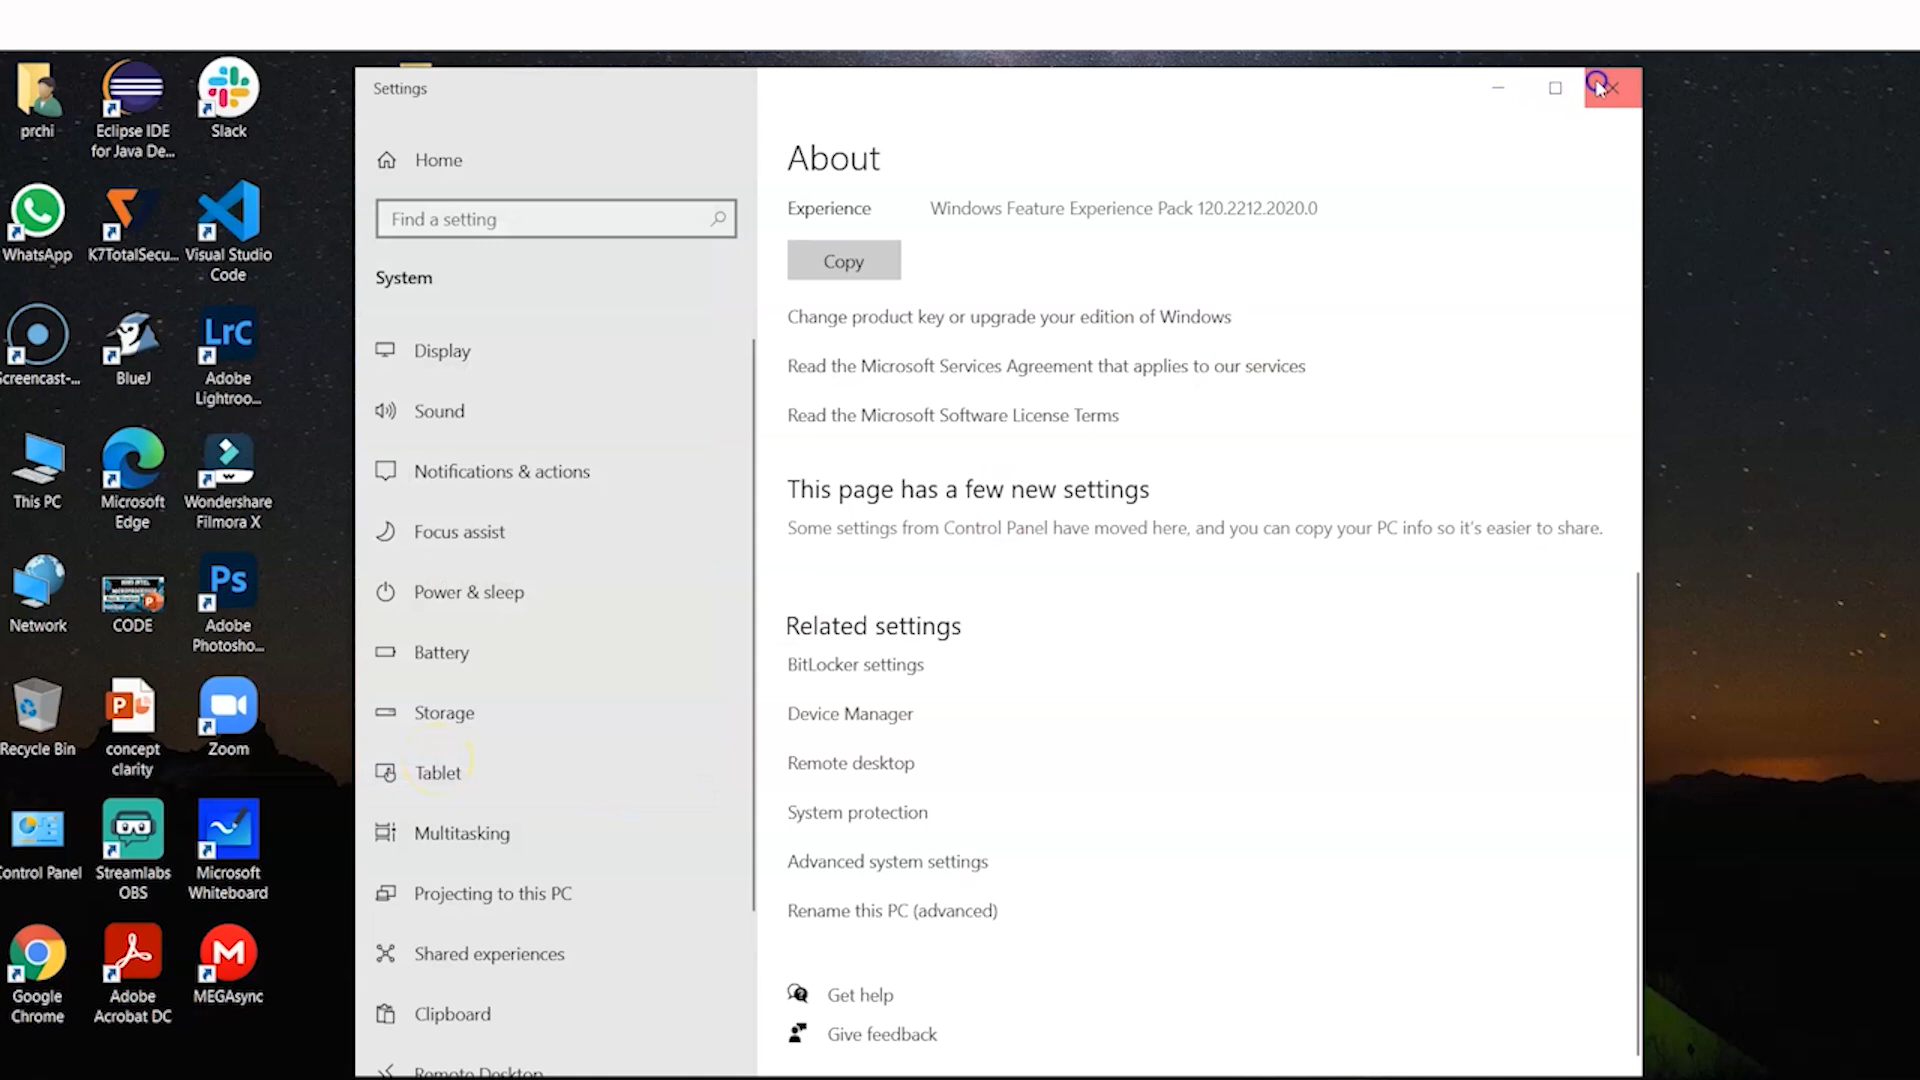 prchi
Eclipse IDE
for Java De...
Slack
WhatsApp
K7TotalSecu...
Visual Studio
Code
Screencast-...
BlueJ
LrC
Adobe
Lightroo...
This PC
Microsoft
Edge
Wondershare
Filmora X
Network
CODE
Ps
Adobe
Photosho...
Recycle Bin
concept
clarity
Zoom
Control Panel
Streamlabs
OBS
Microsoft
Whiteboard
Google
Chrome
Adobe
Acrobat DC
MEGAsync
Settings
Home
Find a setting
System
Display
Sound
Notifications & actions
Focus assist
Power & sleep
Battery
Storage
Tablet
Multitasking
Projecting to this PC
Shared experiences
Clipboard
Remote Desktop
About
Experience Windows Feature Experience Pack 120.2212.2020.0
Copy
Change product key or upgrade your edition of Windows
Read the Microsoft Services Agreement that applies to our services
Read the Microsoft Software License Terms
This page has a few new settings
Some settings from Control Panel have moved here, and you can copy your PC info so it's easier to share.
Related settings
BitLocker settings
Device Manager
Remote desktop
System protection
Advanced system settings
Rename this PC (advanced)
Get help
Give feedback